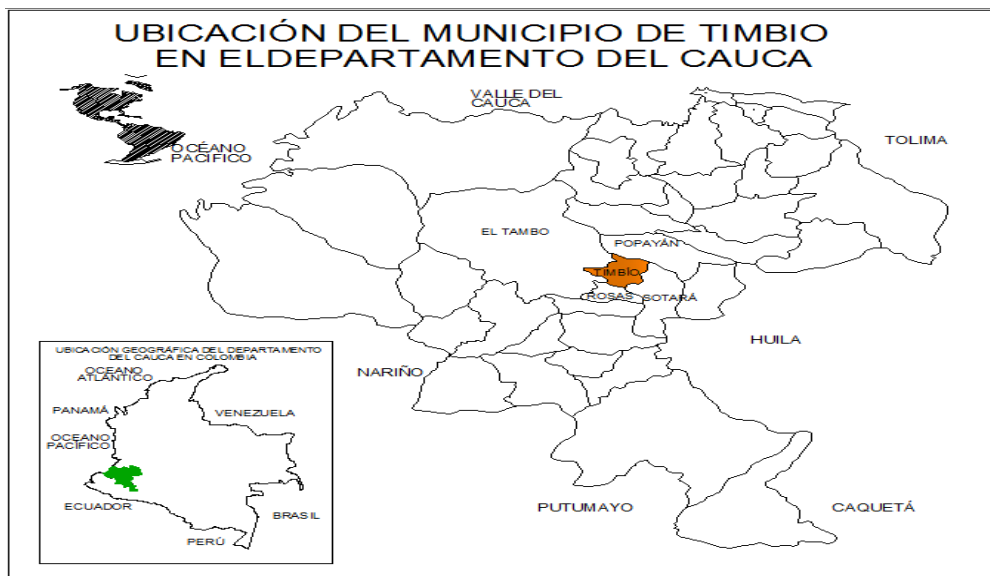 UBICACIÓN DEL MUNICIPIO DE TIMBIO
EN ELDEPARTAMENTO DEL CAUCA
VALLE DEL
CAUCA
TOLIMA
OCÉANO
PACIFICO
EL TAMBO
POPAYÁN
TIMBÍO
ROSAS
SOTARÁ
HUILA
NARIÑO
PUTUMAYO
CAQUETÁ
UBICACIÓN GEOGRÁFICA DEL DEPARTAMENTO
DEL CAUCA EN COLOMBIA
OCEANO
ATLÁNTICO
PANAMÁ
VENEZUELA
OCEANO
PACÍFICO
ECUADOR
BRASIL
PERÚ